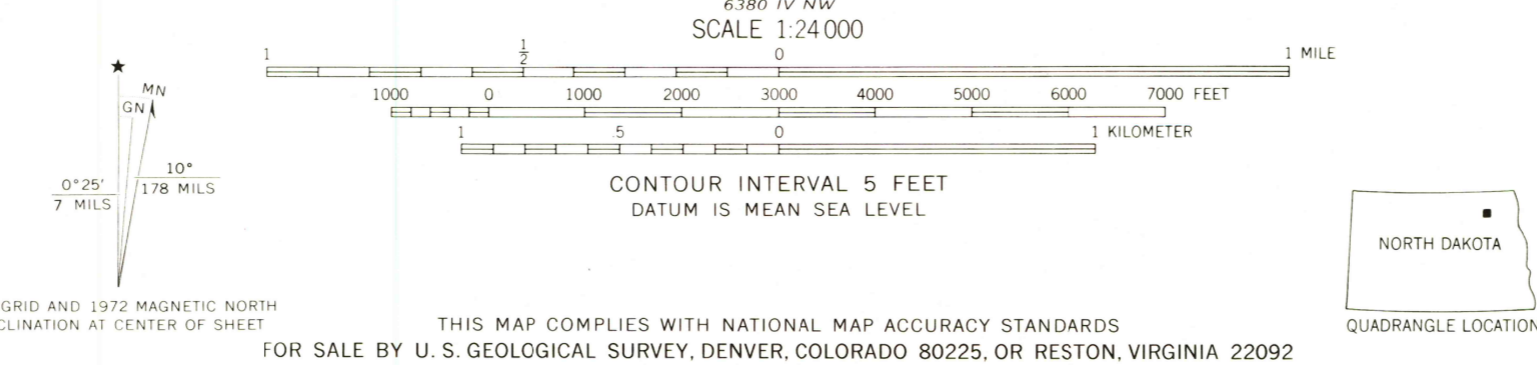 6380 IV NW
SCALE 1:24 000
1 1/2 0 1 MILE
1000 0 1000 2000 3000 4000 5000 6000 7000 FEET
1 .5 0 1 KILOMETER
CONTOUR INTERVAL 5 FEET
DATUM IS MEAN SEA LEVEL
★
MN
GN
0°25′
7 MILS
10°
178 MILS
GRID AND 1972 MAGNETIC NORTH
CLINATION AT CENTER OF SHEET
NORTH DAKOTA
QUADRANGLE LOCATION
THIS MAP COMPLIES WITH NATIONAL MAP ACCURACY STANDARDS
FOR SALE BY U. S. GEOLOGICAL SURVEY, DENVER, COLORADO 80225, OR RESTON, VIRGINIA 22092